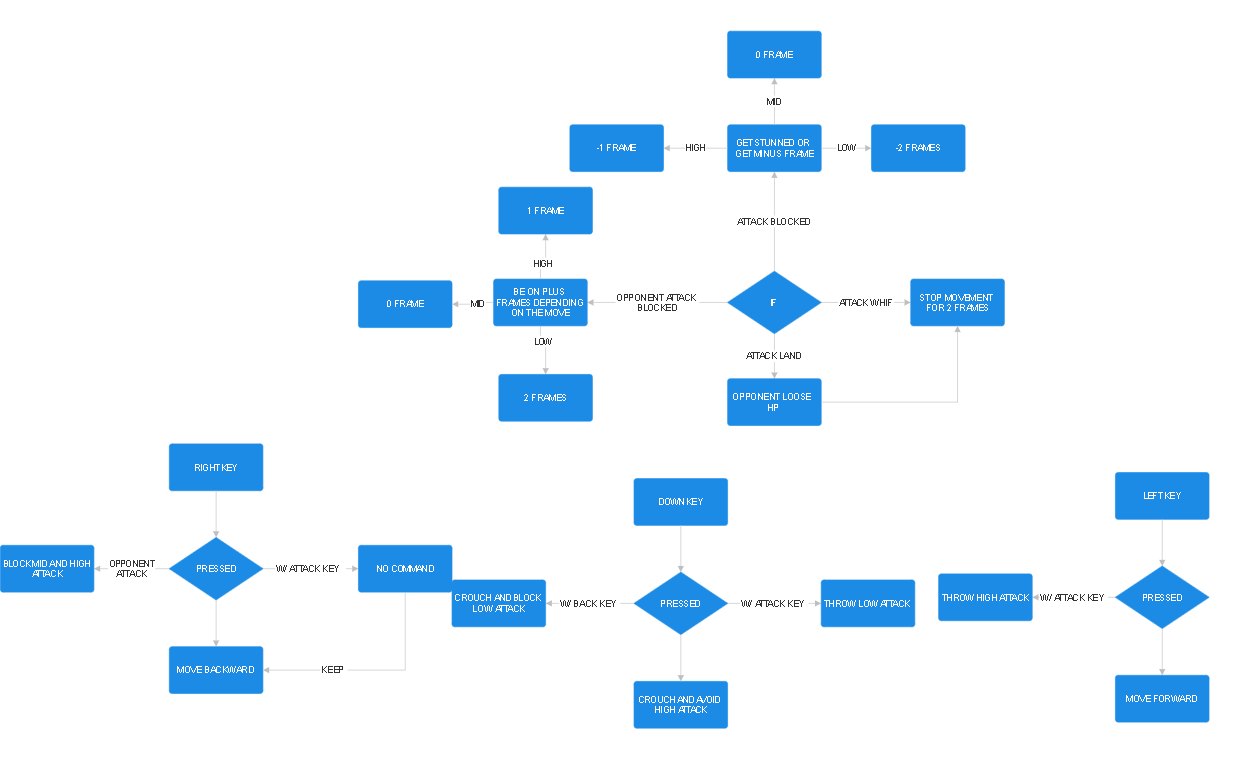 0 FRAME
MID
-1 FRAME
HIGH
GET STUNNED OR
GET MINUS FRAME
LOW
-2 FRAMES
1 FRAME
ATTACK BLOCKED
HIGH
0 FRAME
MID
BE ON PLUS
FRAMES DEPENDING
ON THE MOVE
OPPONENT ATTACK
BLOCKED
IF
ATTACK WHIF
STOP MOVEMENT
FOR 2 FRAMES
LOW
ATTACK LAND
2 FRAMES
OPPONENT LOOSE
HP
RIGHT KEY
BLOCK MID AND HIGH
ATTACK
OPPONENT
ATTACK
PRESSED
W/ ATTACK KEY
NO COMMAND
MOVE BACKWARD
KEEP
DOWN KEY
CROUCH AND BLOCK
LOW ATTACK
W/ BACK KEY
PRESSED
W/ ATTACK KEY
THROW LOW ATTACK
CROUCH AND AVOID
HIGH ATTACK
LEFT KEY
THROW HIGH ATTACK
W/ ATTACK KEY
PRESSED
MOVE FORWARD